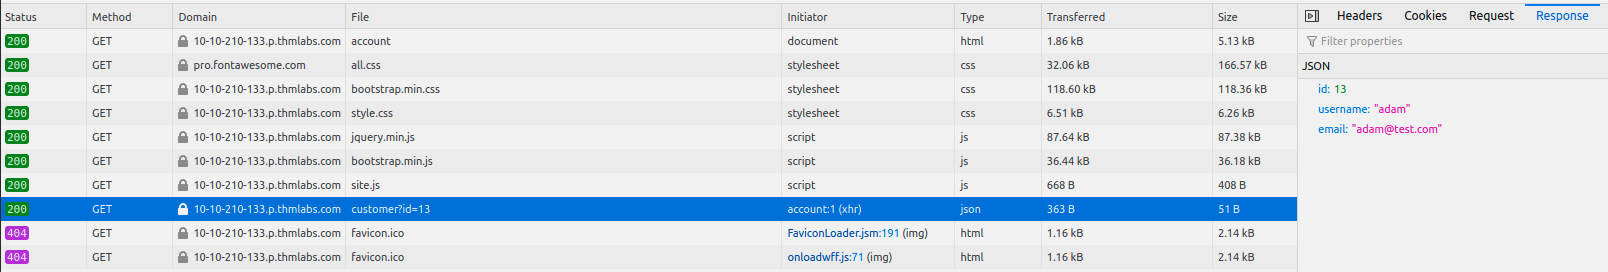 Status Method Domain File Initiator Type Transferred Size Headers Cookies Request Response
200 GET 10-10-210-133.p.thmlabs.com account document html 1.86 kB 5.13 kB Filter properties
200 GET pro.fontawesome.com all.css stylesheet css 32.06 kB 166.57 kB JSON
200 GET 10-10-210-133.p.thmlabs.com bootstrap.min.css stylesheet css 118.60 kB 118.36 kB id: 13
200 GET 10-10-210-133.p.thmlabs.com style.css stylesheet css 6.51 kB 6.26 kB username: "adam"
200 GET 10-10-210-133.p.thmlabs.com jquery.min.js script js 87.64 kB 87.38 kB email: "adam@test.com"
200 GET 10-10-210-133.p.thmlabs.com bootstrap.min.js script js 36.44 kB 36.18 kB
200 GET 10-10-210-133.p.thmlabs.com site.js script js 668 B 408 B
200 GET 10-10-210-133.p.thmlabs.com customer?id=13 account:1 (xhr) json 363 B 51 B
404 GET 10-10-210-133.p.thmlabs.com favicon.ico FaviconLoader.jsm:191 (img) html 1.16 kB 2.14 kB
404 GET 10-10-210-133.p.thmlabs.com favicon.ico onloadwff.js:71 (img) html 1.16 kB 2.14 kB